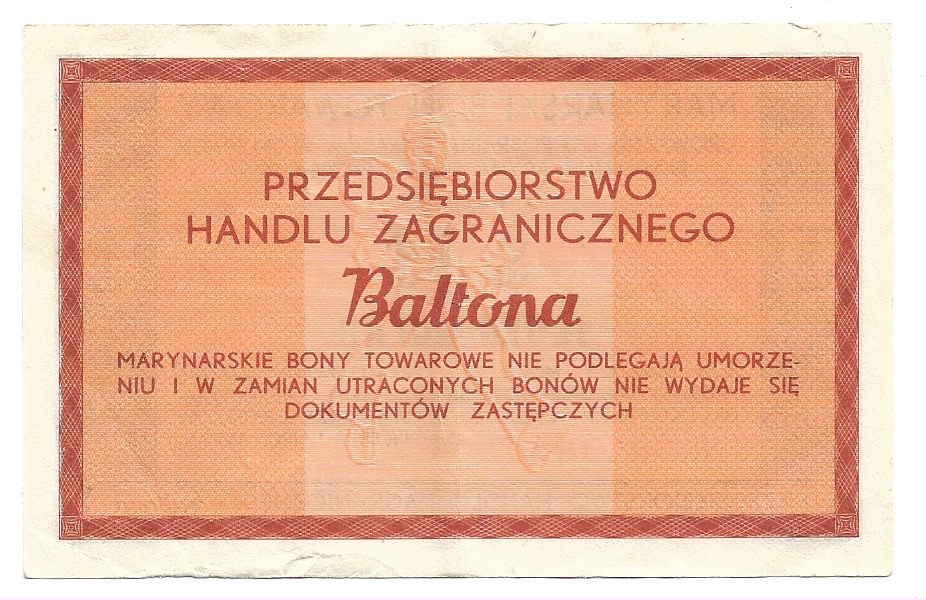 PRZEDSIĘBIORSTWO
HANDLU ZAGRANICZNEGO
Baltona
MARYNARSKIE BONY TOWAROWE NIE PODLEGAJĄ UMORZE-
NIU I W ZAMIAN UTRACONYCH BONÓW NIE WYDAJE SIĘ
DOKUMENTÓW ZASTĘPCZYCH